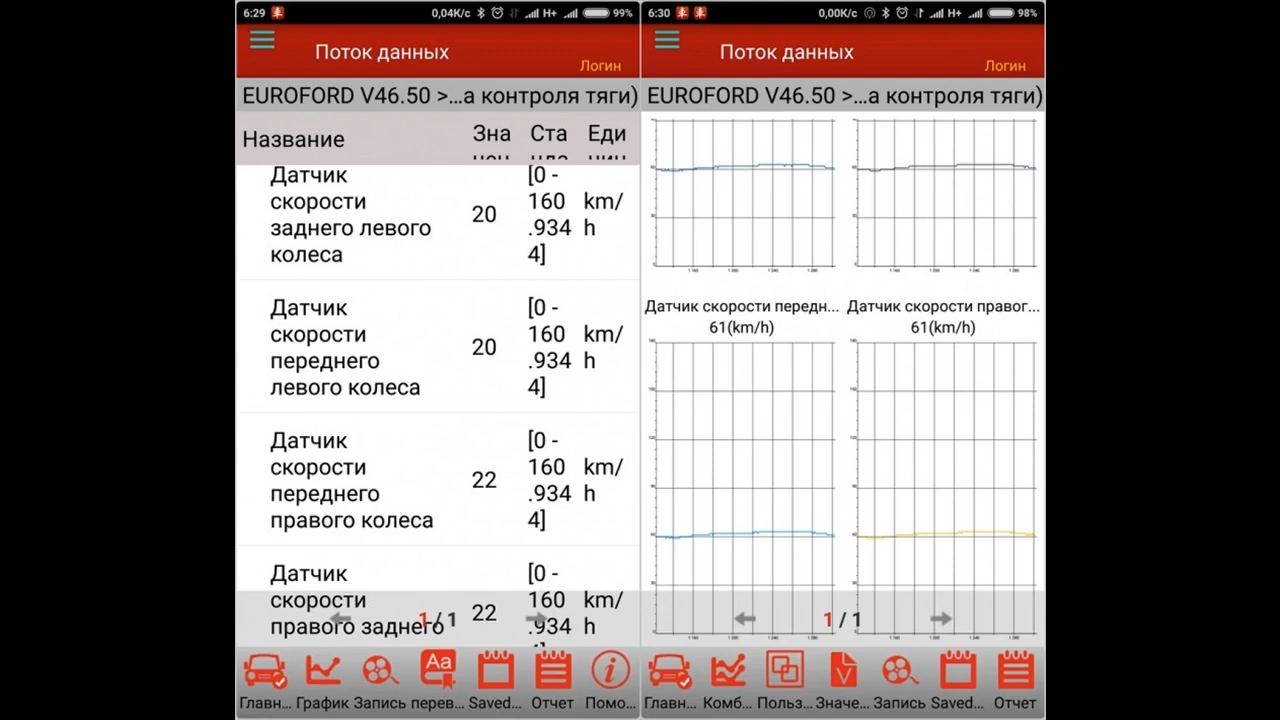 6:29
0,04K/c
H+
99%
Поток данных
Логин
EUROFORD V46.50 >...а контроля тяги)
Название
Зна
Ста
Еди
Датчик
скорости
заднего левого
колеса
20
[0 -
160
.934
4]
km/
h
Датчик
скорости
переднего
левого колеса
20
[0 -
160
.934
4]
km/
h
Датчик
скорости
переднего
правого колеса
22
[0 -
160
.934
4]
km/
h
Датчик
скорости
правого заднего
22
[0 -
160
.934
km/
h
1 / 1
Главн...
График
Запись
Aa
перев...
Saved...
Отчет
Помо...
6:30
0,00K/c
H+
98%
Поток данных
Логин
EUROFORD V46.50 >...а контроля тяги)
Датчик скорости передн...
61(km/h)
Датчик скорости правог...
61(km/h)
1 / 1
Главн...
Комб...
Польз...
V
Значе...
Запись
Saved...
Отчет